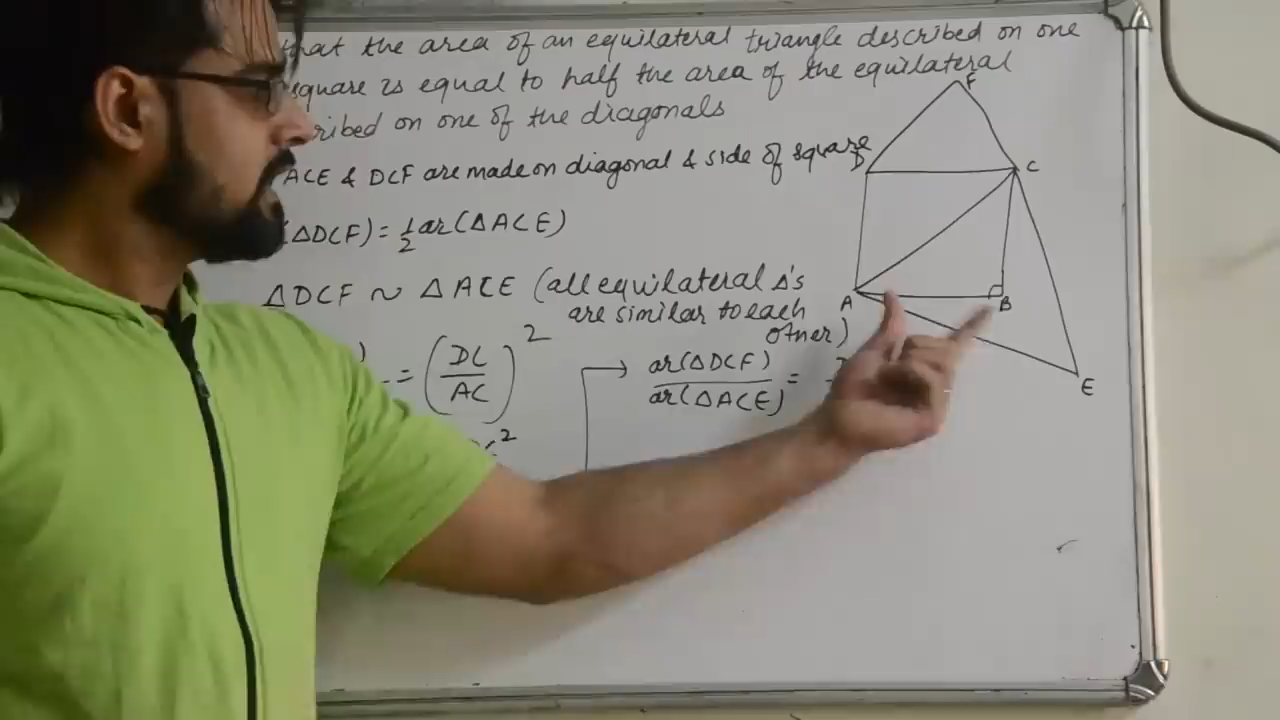 that the area of an equilateral triangle described on one
square is equal to half the area of the equilateral
ribed on one of the diagonals
ACE & DCF are made on diagonal & side of square
(ΔDCF) = 1/2 ar(ΔACE)
ΔDCF ~ ΔACE (all equilateral Δ's
are similar to each
other)
= (DC/AC)^2
ar(ΔDCF)/ar(ΔACE) =
2
F
D
C
A
B
E